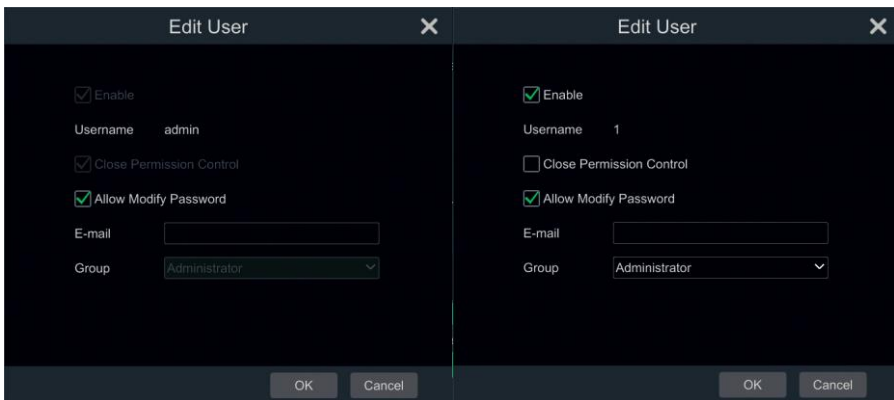 Edit User
Enable
Username admin
Close Permission Control
Allow Modify Password
E-mail
Group Administrator
OK Cancel
Edit User
Enable
Username 1
Close Permission Control
Allow Modify Password
E-mail
Group Administrator
OK Cancel